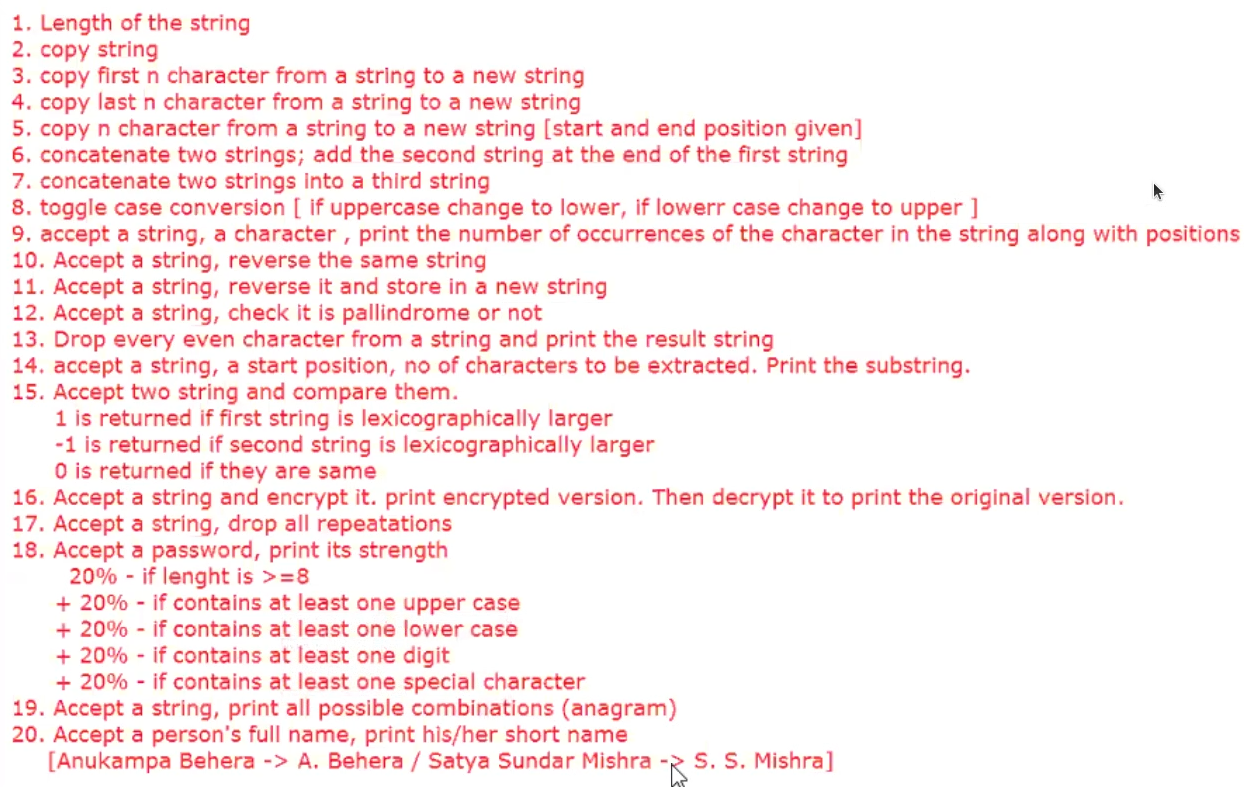 1. Length of the string
2. copy string
3. copy first n character from a string to a new string
4. copy last n character from a string to a new string
5. copy n character from a string to a new string [start and end position given]
6. concatenate two strings; add the second string at the end of the first string
7. concatenate two strings into a third string
8. toggle case conversion [ if uppercase change to lower, if lowerr case change to upper ]
9. accept a string, a character , print the number of occurrences of the character in the string along with positions
10. Accept a string, reverse the same string
11. Accept a string, reverse it and store in a new string
12. Accept a string, check it is pallindrome or not
13. Drop every even character from a string and print the result string
14. accept a string, a start position, no of characters to be extracted. Print the substring.
15. Accept two string and compare them.
1 is returned if first string is lexicographically larger
-1 is returned if second string is lexicographically larger
0 is returned if they are same
16. Accept a string and encrypt it. print encrypted version. Then decrypt it to print the original version.
17. Accept a string, drop all repeatations
18. Accept a password, print its strength
20% - if lenght is >=8
+ 20% - if contains at least one upper case
+ 20% - if contains at least one lower case
+ 20% - if contains at least one digit
+ 20% - if contains at least one special character
19. Accept a string, print all possible combinations (anagram)
20. Accept a person's full name, print his/her short name
[Anukampa Behera -> A. Behera / Satya Sundar Mishra -> S. S. Mishra]